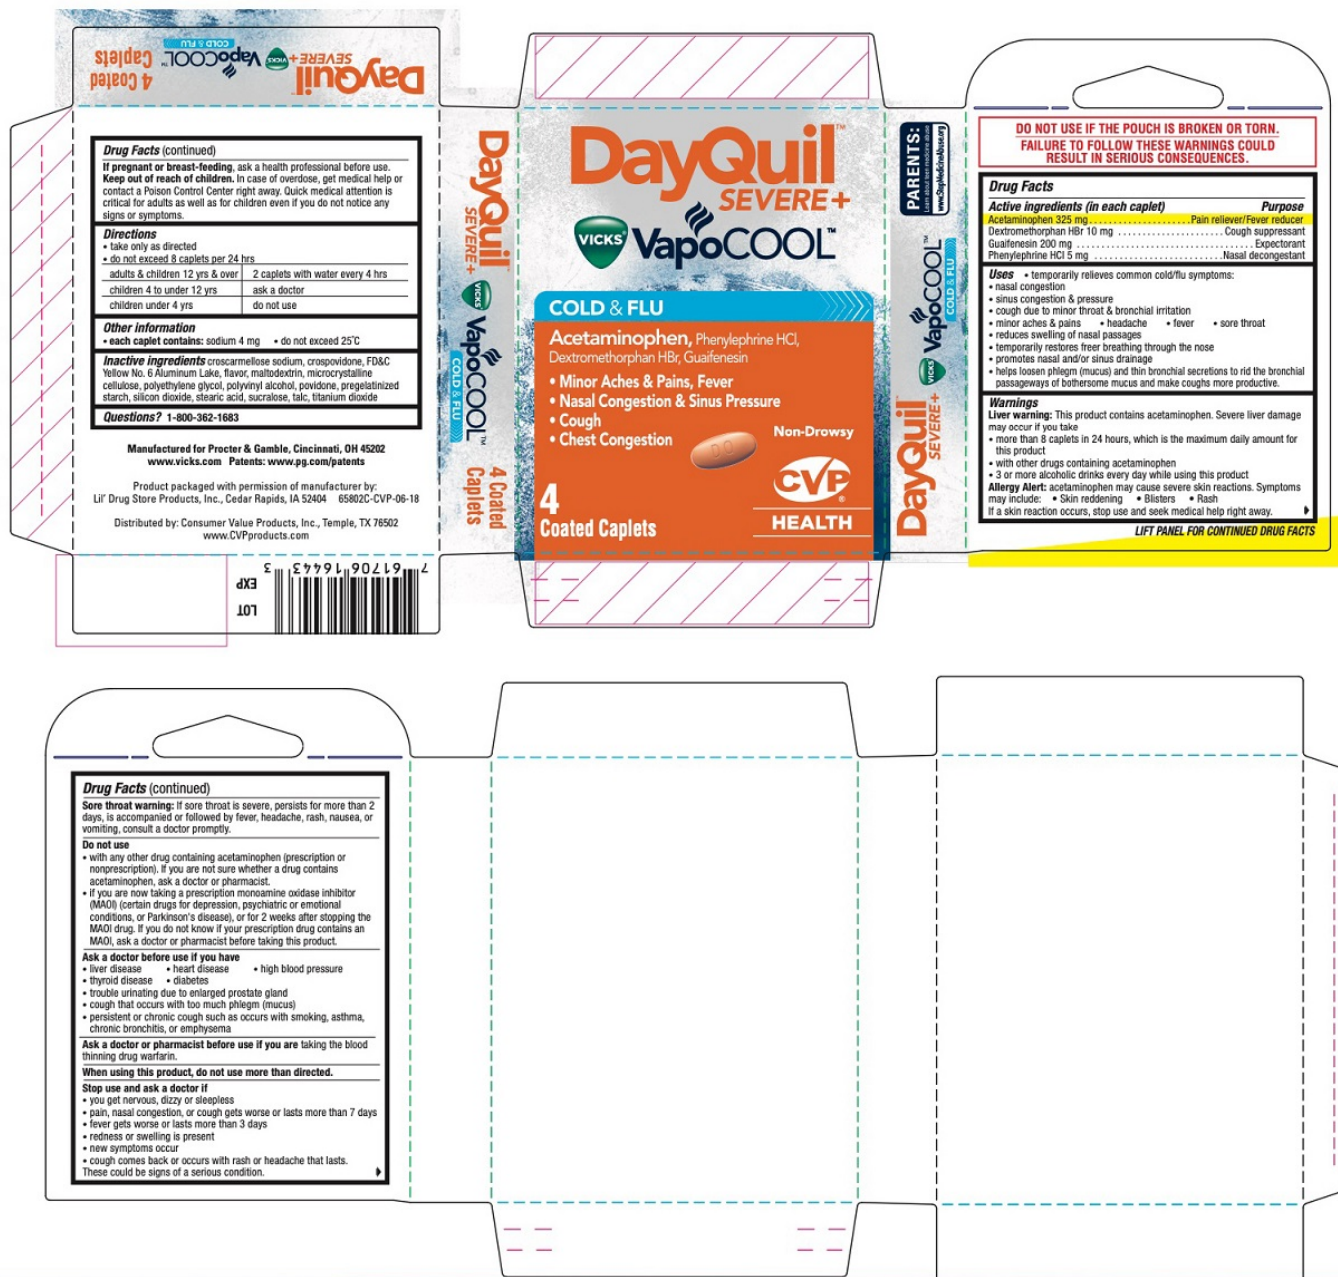 DayQuil™
SEVERE+
VICKS® VapoCOOL™
COLD & FLU
4 Coated
Caplets
Drug Facts (continued)
If pregnant or breast-feeding, ask a health professional before use.
Keep out of reach of children. In case of overdose, get medical help or
contact a Poison Control Center right away. Quick medical attention is
critical for adults as well as for children even if you do not notice any
signs or symptoms.
Directions
• take only as directed
• do not exceed 8 caplets per 24 hrs
adults & children 12 yrs & over 2 caplets with water every 4 hrs
children 4 to under 12 yrs ask a doctor
children under 4 yrs do not use
Other information
• each caplet contains: sodium 4 mg • do not exceed 25˚C
Inactive ingredients croscarmellose sodium, crospovidone, FD&C
Yellow No. 6 Aluminum Lake, flavor, maltodextrin, microcrystalline
cellulose, polyethylene glycol, polyvinyl alcohol, povidone, pregelatinized
starch, silicon dioxide, stearic acid, sucralose, talc, titanium dioxide
Questions? 1-800-362-1683
Manufactured for Procter & Gamble, Cincinnati, OH 45202
www.vicks.com Patents: www.pg.com/patents
Product packaged with permission of manufacturer by:
Lil' Drug Store Products, Inc., Cedar Rapids, IA 52404 65802C-CVP-06-18
Distributed by: Consumer Value Products, Inc., Temple, TX 76502
www.CVPproducts.com
LOT
EXP
7 61706 16443 3
DayQuil™
SEVERE+
VICKS® VapoCOOL™
COLD & FLU
4 Coated
Caplets
DayQuil™
SEVERE+
VICKS® VapoCOOL™
COLD & FLU
Acetaminophen, Phenylephrine HCl,
Dextromethorphan HBr, Guaifenesin
• Minor Aches & Pains, Fever
• Nasal Congestion & Sinus Pressure
• Cough
• Chest Congestion
DQ
Non-Drowsy
CVP®
HEALTH
4
Coated Caplets
PARENTS:
Learn about teen medicine abuse
www.StopMedicineAbuse.org
DayQuil™
SEVERE+
VICKS® VapoCOOL™
COLD & FLU
DO NOT USE IF THE POUCH IS BROKEN OR TORN.
FAILURE TO FOLLOW THESE WARNINGS COULD
RESULT IN SERIOUS CONSEQUENCES.
Drug Facts
Active ingredients (in each caplet) Purpose
Acetaminophen 325 mg.....................Pain reliever/Fever reducer
Dextromethorphan HBr 10 mg .....................Cough suppressant
Guaifenesin 200 mg ....................................Expectorant
Phenylephrine HCl 5 mg ..........................Nasal decongestant
Uses • temporarily relieves common cold/flu symptoms:
• nasal congestion
• sinus congestion & pressure
• cough due to minor throat & bronchial irritation
• minor aches & pains • headache • fever • sore throat
• reduces swelling of nasal passages
• temporarily restores freer breathing through the nose
• promotes nasal and/or sinus drainage
• helps loosen phlegm (mucus) and thin bronchial secretions to rid the bronchial
passageways of bothersome mucus and make coughs more productive.
Warnings
Liver warning: This product contains acetaminophen. Severe liver damage
may occur if you take
• more than 8 caplets in 24 hours, which is the maximum daily amount for
this product
• with other drugs containing acetaminophen
• 3 or more alcoholic drinks every day while using this product
Allergy Alert: acetaminophen may cause severe skin reactions. Symptoms
may include: • Skin reddening • Blisters • Rash
If a skin reaction occurs, stop use and seek medical help right away.
LIFT PANEL FOR CONTINUED DRUG FACTS
Drug Facts (continued)
Sore throat warning: If sore throat is severe, persists for more than 2
days, is accompanied or followed by fever, headache, rash, nausea, or
vomiting, consult a doctor promptly.
Do not use
• with any other drug containing acetaminophen (prescription or
nonprescription). If you are not sure whether a drug contains
acetaminophen, ask a doctor or pharmacist.
• if you are now taking a prescription monoamine oxidase inhibitor
(MAOI) (certain drugs for depression, psychiatric or emotional
conditions, or Parkinson's disease), or for 2 weeks after stopping the
MAOI drug. If you do not know if your prescription drug contains an
MAOI, ask a doctor or pharmacist before taking this product.
Ask a doctor before use if you have
• liver disease • heart disease • high blood pressure
• thyroid disease • diabetes
• trouble urinating due to enlarged prostate gland
• cough that occurs with too much phlegm (mucus)
• persistent or chronic cough such as occurs with smoking, asthma,
chronic bronchitis, or emphysema
Ask a doctor or pharmacist before use if you are taking the blood
thinning drug warfarin.
When using this product, do not use more than directed.
Stop use and ask a doctor if
• you get nervous, dizzy or sleepless
• pain, nasal congestion, or cough gets worse or lasts more than 7 days
• fever gets worse or lasts more than 3 days
• redness or swelling is present
• new symptoms occur
• cough comes back or occurs with rash or headache that lasts.
These could be signs of a serious condition.